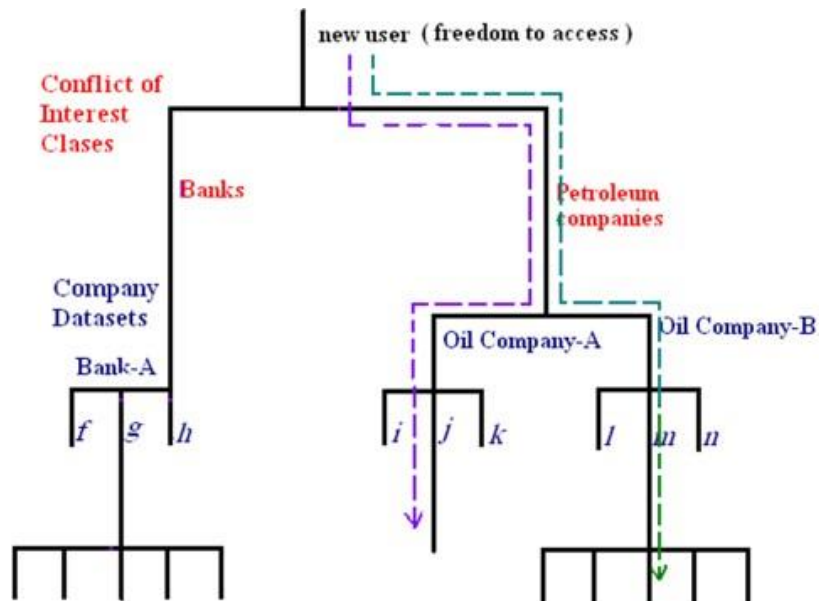 new user ( freedom to access )
Conflict of
Interest
Clases
Banks
Petroleum
companies
Company
Datasets
Bank-A
Oil Company-A
Oil Company-B
f g h
i j k
l m n